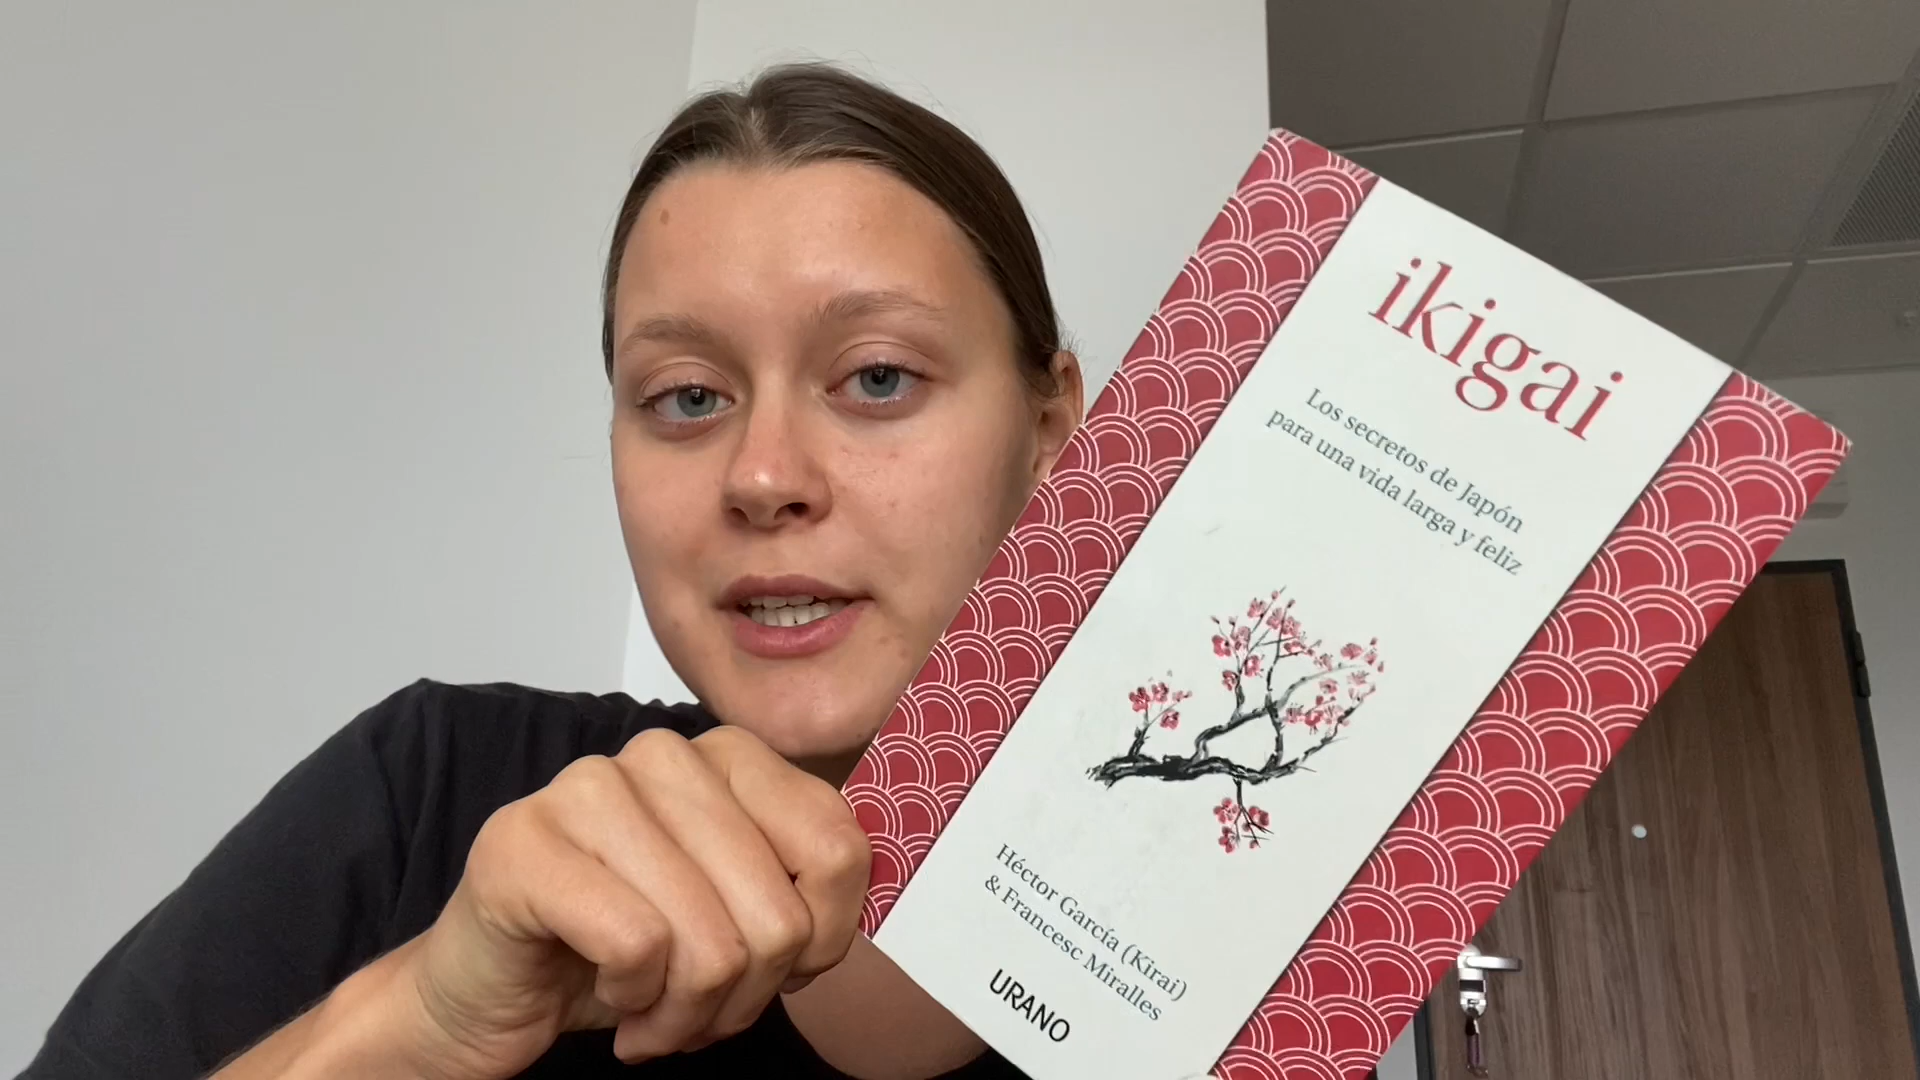 ikigai
Los secretos de Japón
para una vida larga y feliz
Héctor García (Kirai)
& Francesc Miralles
URANO